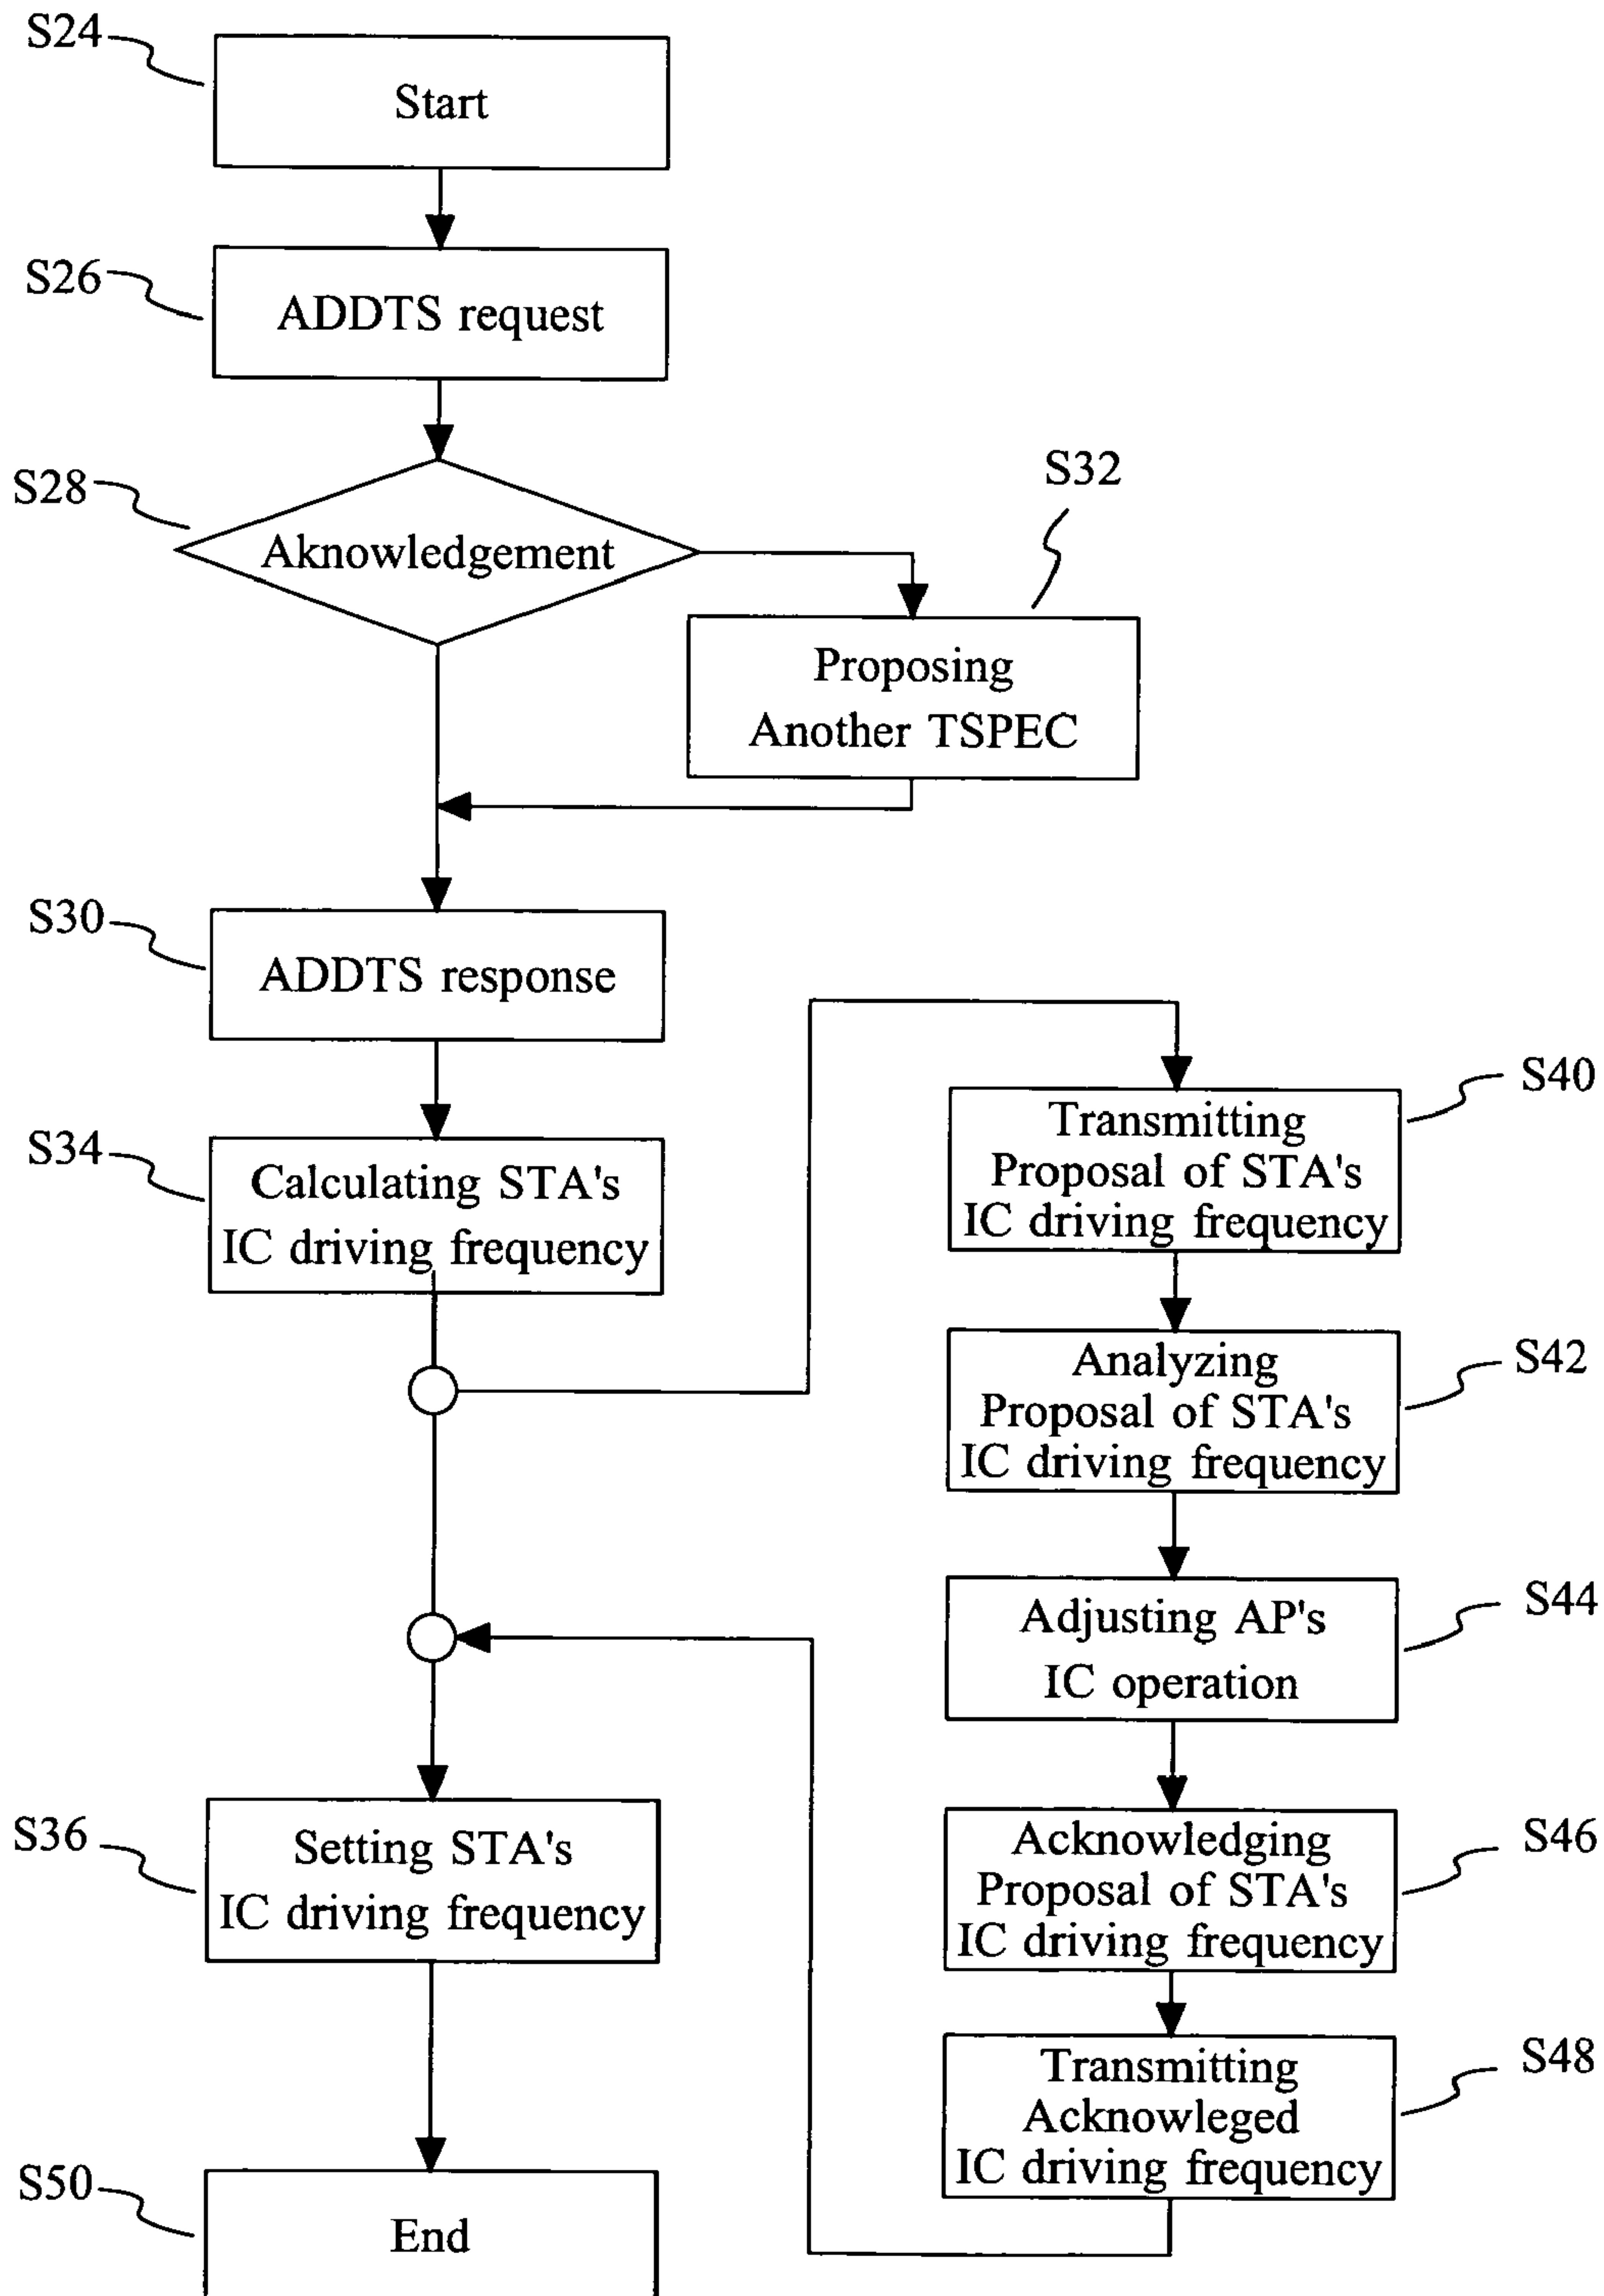 S24
Start
S26
ADDTS request
S28
Aknowledgement
S32
Proposing
Another TSPEC
S30
ADDTS response
S34
Calculating STA's
IC driving frequency
S40
Transmitting
Proposal of STA's
IC driving frequency
S42
Analyzing
Proposal of STA's
IC driving frequency
S44
Adjusting AP's
IC operation
S46
Acknowledging
Proposal of STA's
IC driving frequency
S48
Transmitting
Acknowleged
IC driving frequency
S36
Setting STA's
IC driving frequency
S50
End